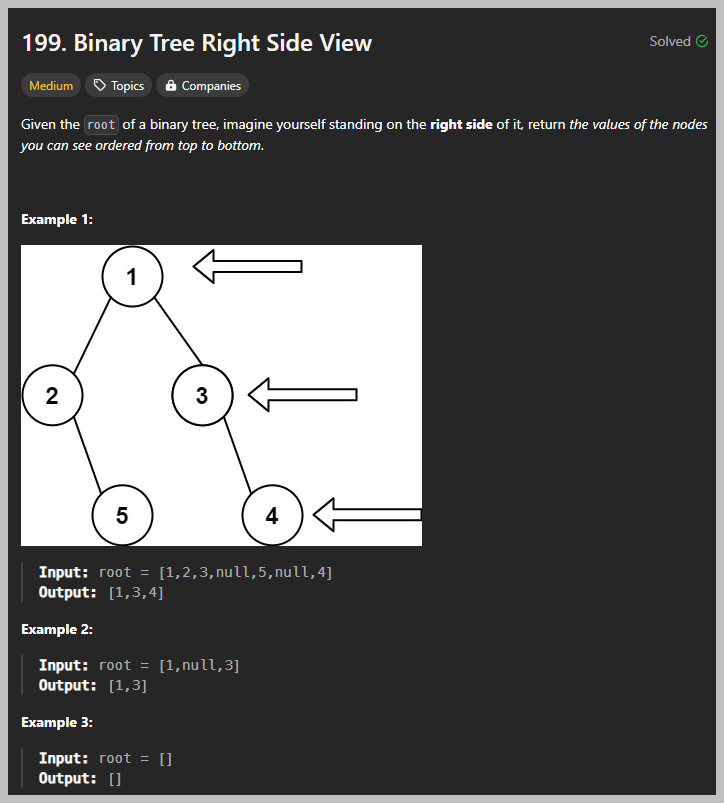 199. Binary Tree Right Side View
Solved
Medium Topics Companies
Given the root of a binary tree, imagine yourself standing on the right side of it, return the values of the nodes
you can see ordered from top to bottom.
Example 1:
1
2 3
5 4
Input: root = [1,2,3,null,5,null,4]
Output: [1,3,4]
Example 2:
Input: root = [1,null,3]
Output: [1,3]
Example 3:
Input: root = []
Output: []